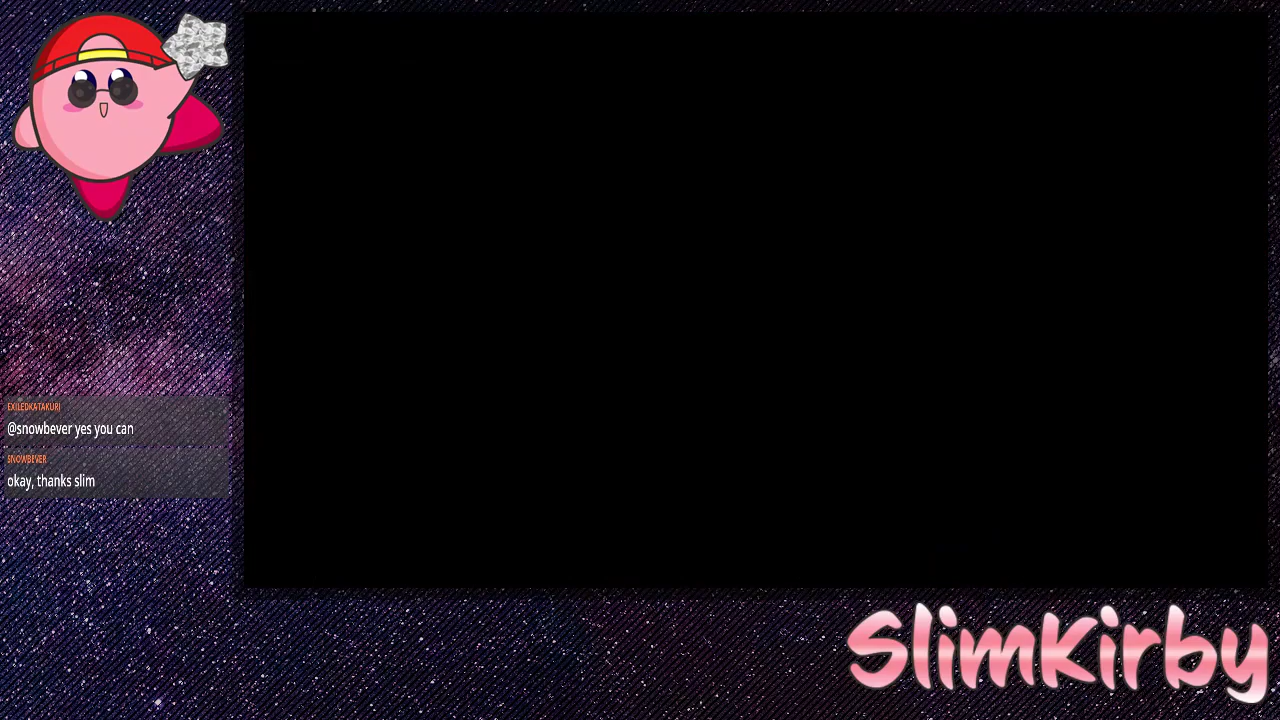 EXILEDKATAKURI
@snowbever yes you can
SNOWBEVER
okay, thanks slim
SlimKirby